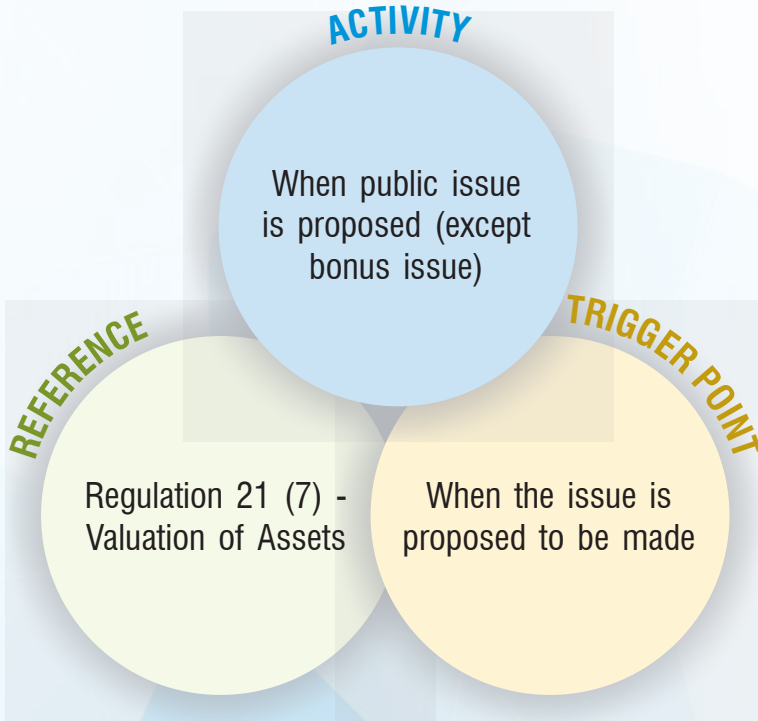 ACTIVITY
When public issue
is proposed (except
bonus issue)
REFERENCE
Regulation 21 (7) -
Valuation of Assets
TRIGGER POINT
When the issue is
proposed to be made